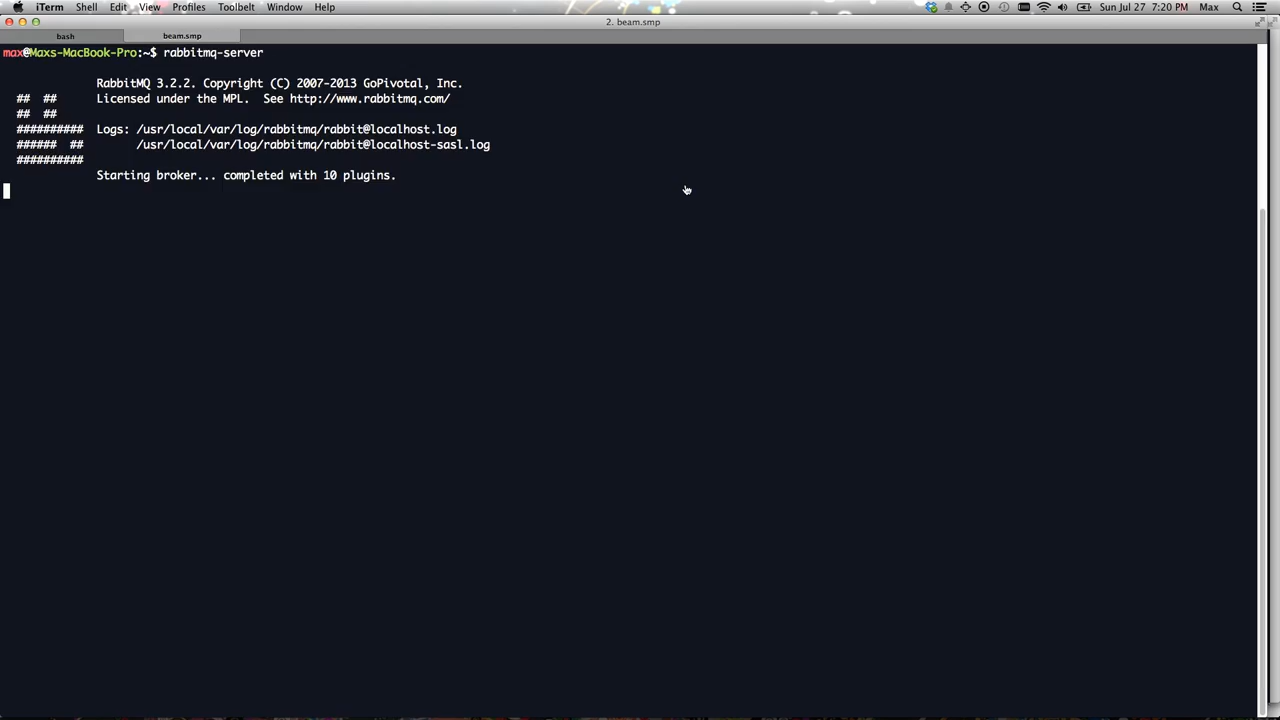 iTerm Shell Edit View Profiles Toolbelt Window Help Sun Jul 27 7:20 PM Max
2. beam.smp
bash beam.smp
max@Maxs-MacBook-Pro:~$ rabbitmq-server
RabbitMQ 3.2.2. Copyright (C) 2007-2013 GoPivotal, Inc.
## ## Licensed under the MPL. See http://www.rabbitmq.com/
## ##
########## Logs: /usr/local/var/log/rabbitmq/rabbit@localhost.log
###### ## /usr/local/var/log/rabbitmq/rabbit@localhost-sasl.log
##########
Starting broker... completed with 10 plugins.